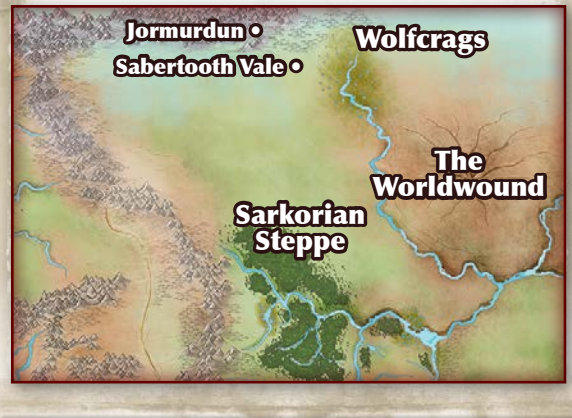 Jormurdun
Wolfcrags
Sabertooth Vale
The
Worldwound
Sarkorian
Steppe